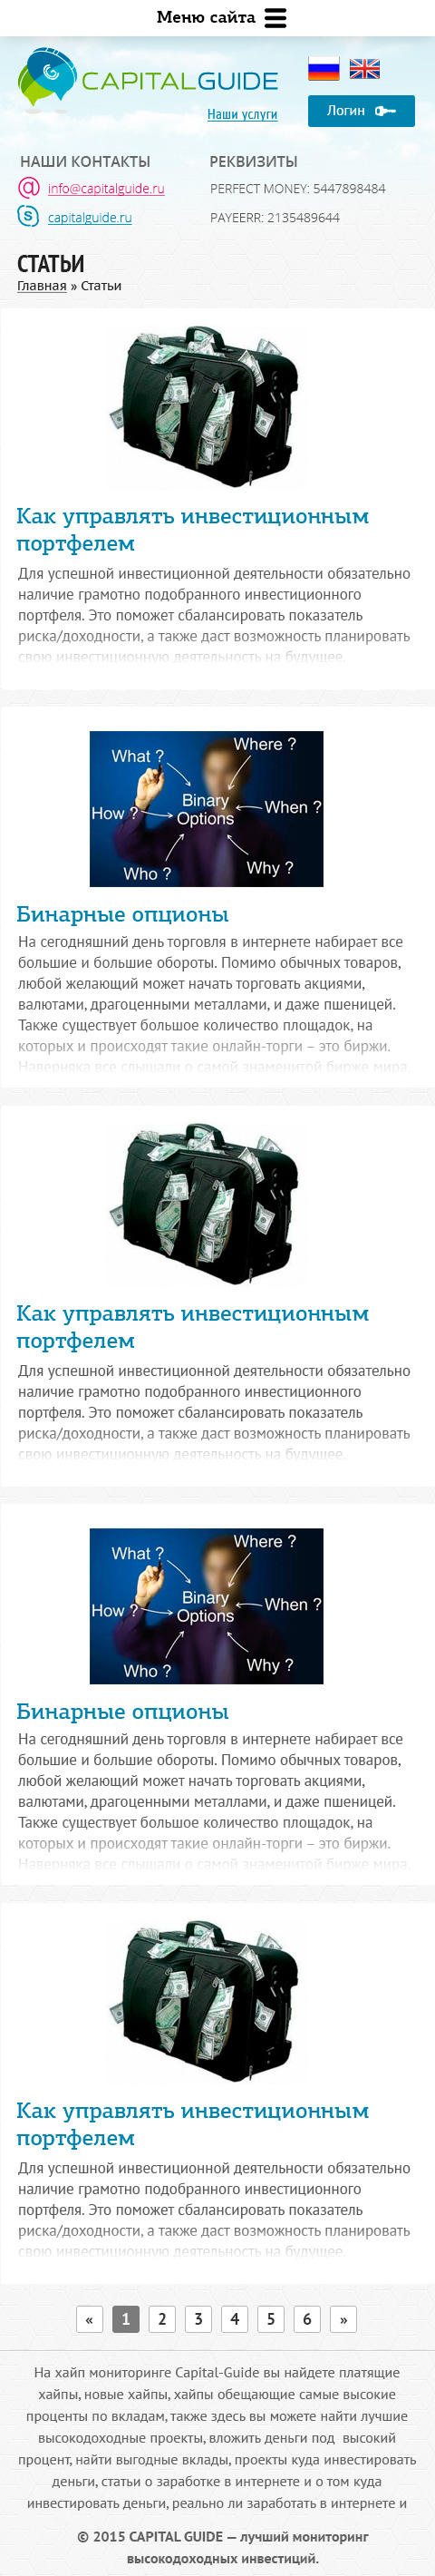 Меню сайта
CAPITALGUIDE
Наши услуги
Логин
НАШИ КОНТАКТЫ
РЕКВИЗИТЫ
info@capitalguide.ru
PERFECT MONEY: 5447898484
capitalguide.ru
PAYEERR: 2135489644
СТАТЬИ
Главная » Статьи
Как управлять инвестиционным
портфелем
Для успешной инвестиционной деятельности обязательно
наличие грамотно подобранного инвестиционного
портфеля. Это поможет сбалансировать показатель
риска/доходности, а также даст возможность планировать
свою инвестиционную деятельность на будущее.
What ?
Where ?
How ?
Binary
Options
When ?
Who ?
Why ?
Бинарные опционы
На сегодняшний день торговля в интернете набирает все
большие и большие обороты. Помимо обычных товаров,
любой желающий может начать торговать акциями,
валютами, драгоценными металлами, и даже пшеницей.
Также существует большое количество площадок, на
которых и происходят такие онлайн-торги – это биржи.
Наверняка все слышали о самой знаменитой бирже мира,
Как управлять инвестиционным
портфелем
Для успешной инвестиционной деятельности обязательно
наличие грамотно подобранного инвестиционного
портфеля. Это поможет сбалансировать показатель
риска/доходности, а также даст возможность планировать
свою инвестиционную деятельность на будущее.
What ?
Where ?
How ?
Binary
Options
When ?
Who ?
Why ?
Бинарные опционы
На сегодняшний день торговля в интернете набирает все
большие и большие обороты. Помимо обычных товаров,
любой желающий может начать торговать акциями,
валютами, драгоценными металлами, и даже пшеницей.
Также существует большое количество площадок, на
которых и происходят такие онлайн-торги – это биржи.
Наверняка все слышали о самой знаменитой бирже мира,
Как управлять инвестиционным
портфелем
Для успешной инвестиционной деятельности обязательно
наличие грамотно подобранного инвестиционного
портфеля. Это поможет сбалансировать показатель
риска/доходности, а также даст возможность планировать
свою инвестиционную деятельность на будущее.
« 1 2 3 4 5 6 »
На хайп мониторинге Capital-Guide вы найдете платящие
хайпы, новые хайпы, хайпы обещающие самые высокие
проценты по вкладам, также здесь вы можете найти лучшие
высокодоходные проекты, вложить деньги под высокий
процент, найти выгодные вклады, проекты куда инвестировать
деньги, статьи о заработке в интернете и о том куда
инвестировать деньги, реально ли заработать в интернете и
© 2015 CAPITAL GUIDE — лучший мониторинг
высокодоходных инвестиций.